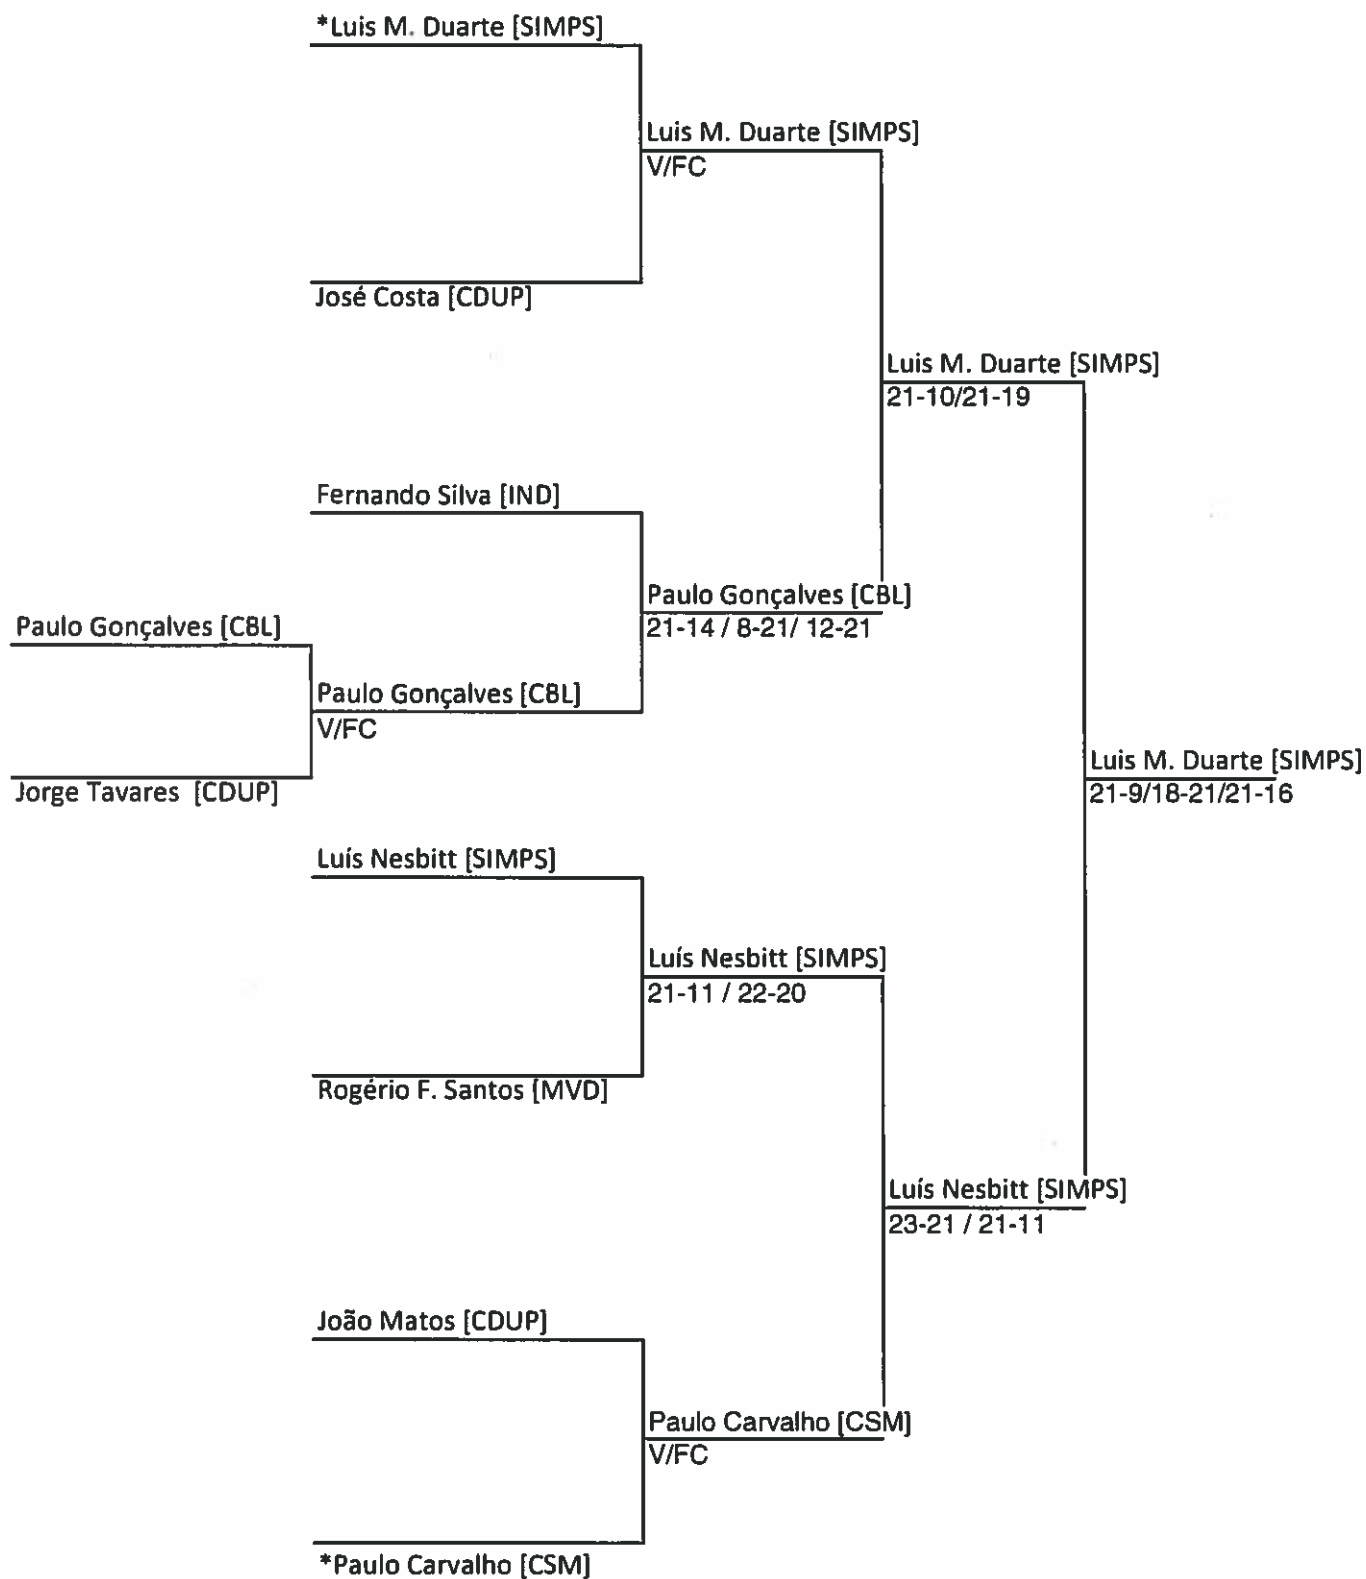 *Luis M. Duarte [SIMPS]
Luis M. Duarte [SIMPS]
V/FC
José Costa [CDUP]
Luis M. Duarte [SIMPS]
21-10/21-19
Fernando Silva [IND]
Paulo Gonçalves [CBL]
21-14 / 8-21/ 12-21
Paulo Gonçalves [CBL]
Paulo Gonçalves [CBL]
V/FC
Jorge Tavares [CDUP]
Luis M. Duarte [SIMPS]
21-9/18-21/21-16
Luís Nesbitt [SIMPS]
Luís Nesbitt [SIMPS]
21-11 / 22-20
Rogério F. Santos [MVD]
Luís Nesbitt [SIMPS]
23-21 / 21-11
João Matos [CDUP]
Paulo Carvalho [CSM]
V/FC
*Paulo Carvalho [CSM]